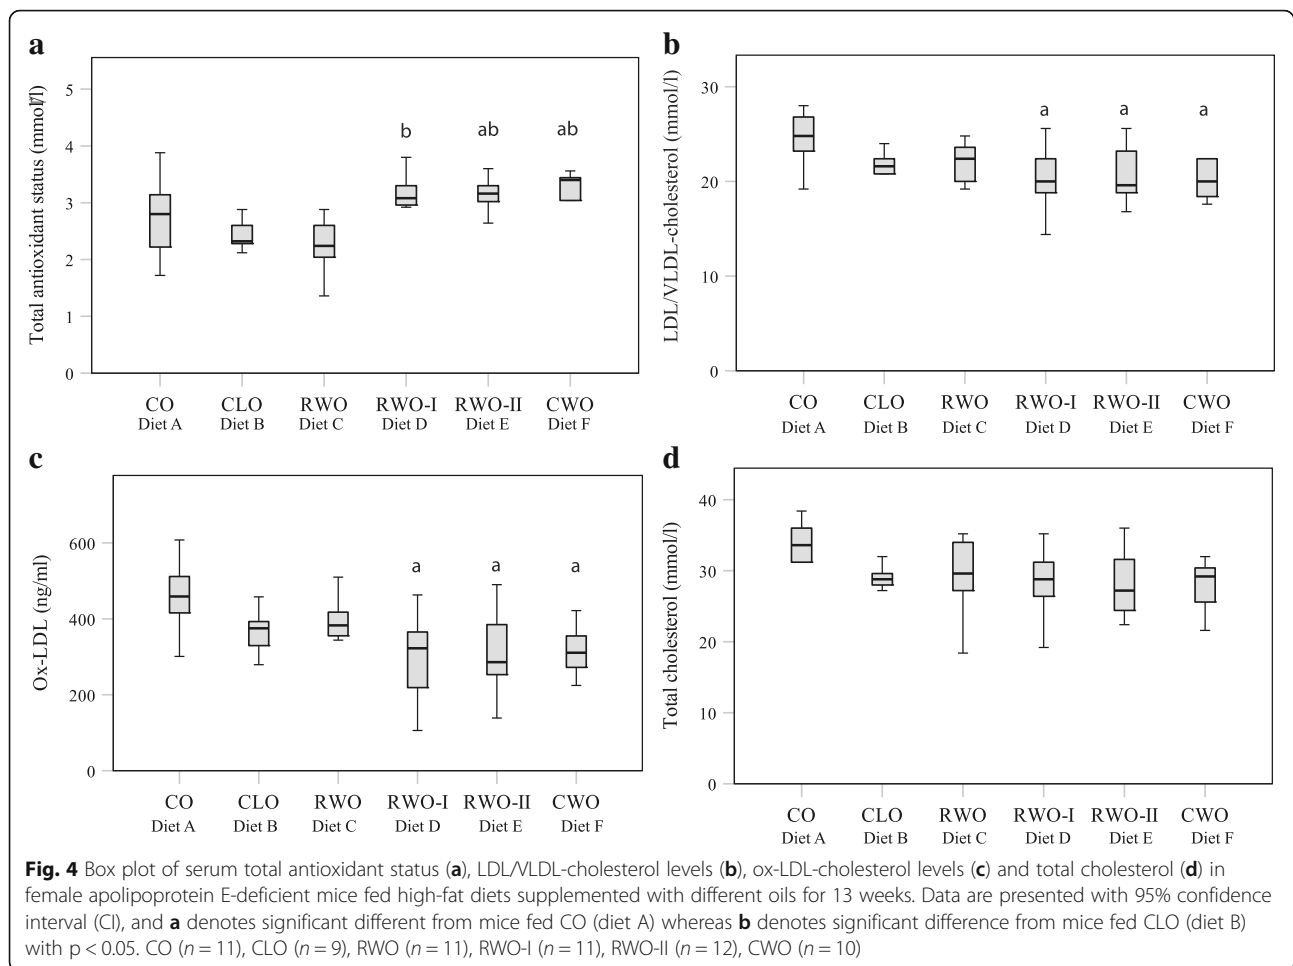 a
Total antioxidant status (mmol/l)
5
4
3
2
1
0
b
ab
ab
CO
CLO
RWO
RWO-I
RWO-II
CWO
Diet A
Diet B
Diet C
Diet D
Diet E
Diet F
b
LDL/VLDL-cholesterol (mmol/l)
30
20
10
0
a
a
a
CO
CLO
RWO
RWO-I
RWO-II
CWO
Diet A
Diet B
Diet C
Diet D
Diet E
Diet F
c
Ox-LDL (ng/ml)
600
400
200
0
a
a
a
CO
CLO
RWO
RWO-I
RWO-II
CWO
Diet A
Diet B
Diet C
Diet D
Diet E
Diet F
d
Total cholesterol (mmol/l)
40
30
20
10
0
CO
CLO
RWO
RWO-I
RWO-II
CWO
Diet A
Diet B
Diet C
Diet D
Diet E
Diet F
Fig. 4 Box plot of serum total antioxidant status (a), LDL/VLDL-cholesterol levels (b), ox-LDL-cholesterol levels (c) and total cholesterol (d) in
female apolipoprotein E-deficient mice fed high-fat diets supplemented with different oils for 13 weeks. Data are presented with 95% confidence
interval (CI), and a denotes significant different from mice fed CO (diet A) whereas b denotes significant difference from mice fed CLO (diet B)
with p < 0.05. CO (n = 11), CLO (n = 9), RWO (n = 11), RWO-I (n = 11), RWO-II (n = 12), CWO (n = 10)